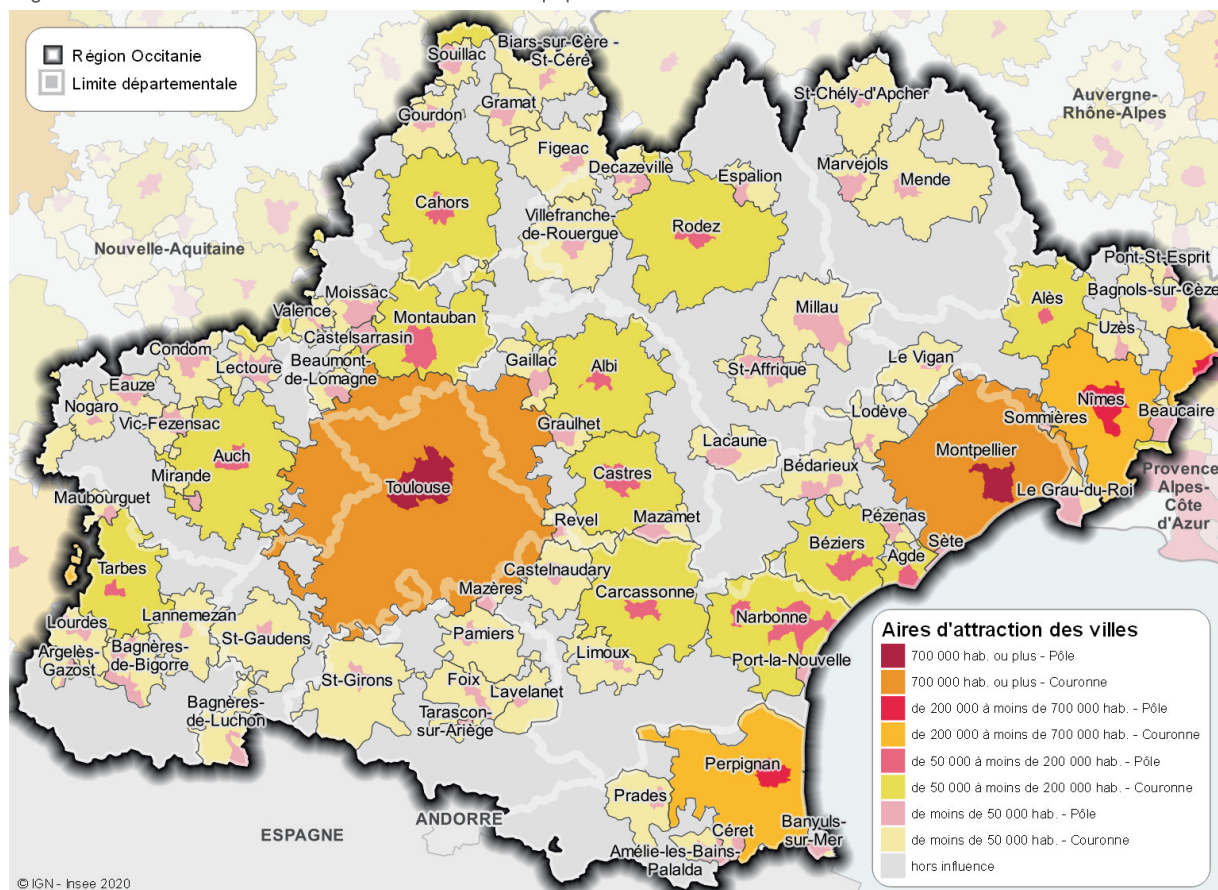 Région Occitanie
Limite départementale
Souillac
Biars-sur-Cère -
St-Céré
Gramat
Gourdon
Figeac
Decazeville
Cahors
Villefranche-
de-Rouergue
Rodez
Espalion
St-Chély-d'Apcher
Marvejols
Mende
Auvergne-
Rhône-Alpes
Nouvelle-Aquitaine
Moissac
Valence
Montauban
Castelsarrasin
Beaumont-
de-Lomagne
Condom
Lectoure
Eauze
Nogaro
Vic-Fezensac
Auch
Mirande
Maubourguet
Gaillac
Albi
Graulhet
Millau
St-Affrique
Le Vigan
Lodève
Lacaune
Bédarieux
Pont-St-Esprit
Bagnols-sur-Cèze
Alès
Uzès
Nîmes
Sommières
Beaucaire
Montpellier
Le Grau-du-Roi
Provence
Alpes-
Côte
d'Azur
Toulouse
Castres
Revel
Mazamet
Pézenas
Sète
Béziers
Agde
Tarbes
Lourdes
Lannemezan
Argelès-
Gazost
Bagnères-
de-Bigorre
St-Gaudens
Bagnères-
de-Luchon
Mazères
Castelnaudary
Carcassonne
Narbonne
Pamiers
Limoux
Port-la-Nouvelle
St-Girons
Foix
Lavelanet
Tarascon-
sur-Ariège
Perpignan
Prades
Céret
Banyuls-
sur-Mer
Amélie-les-Bains-
Palalda
ANDORRE
ESPAGNE
Aires d'attraction des villes
700 000 hab. ou plus - Pôle
700 000 hab. ou plus - Couronne
de 200 000 à moins de 700 000 hab. - Pôle
de 200 000 à moins de 700 000 hab. - Couronne
de 50 000 à moins de 200 000 hab. - Pôle
de 50 000 à moins de 200 000 hab. - Couronne
de moins de 50 000 hab. - Pôle
de moins de 50 000 hab. - Couronne
hors influence
© IGN - Insee 2020